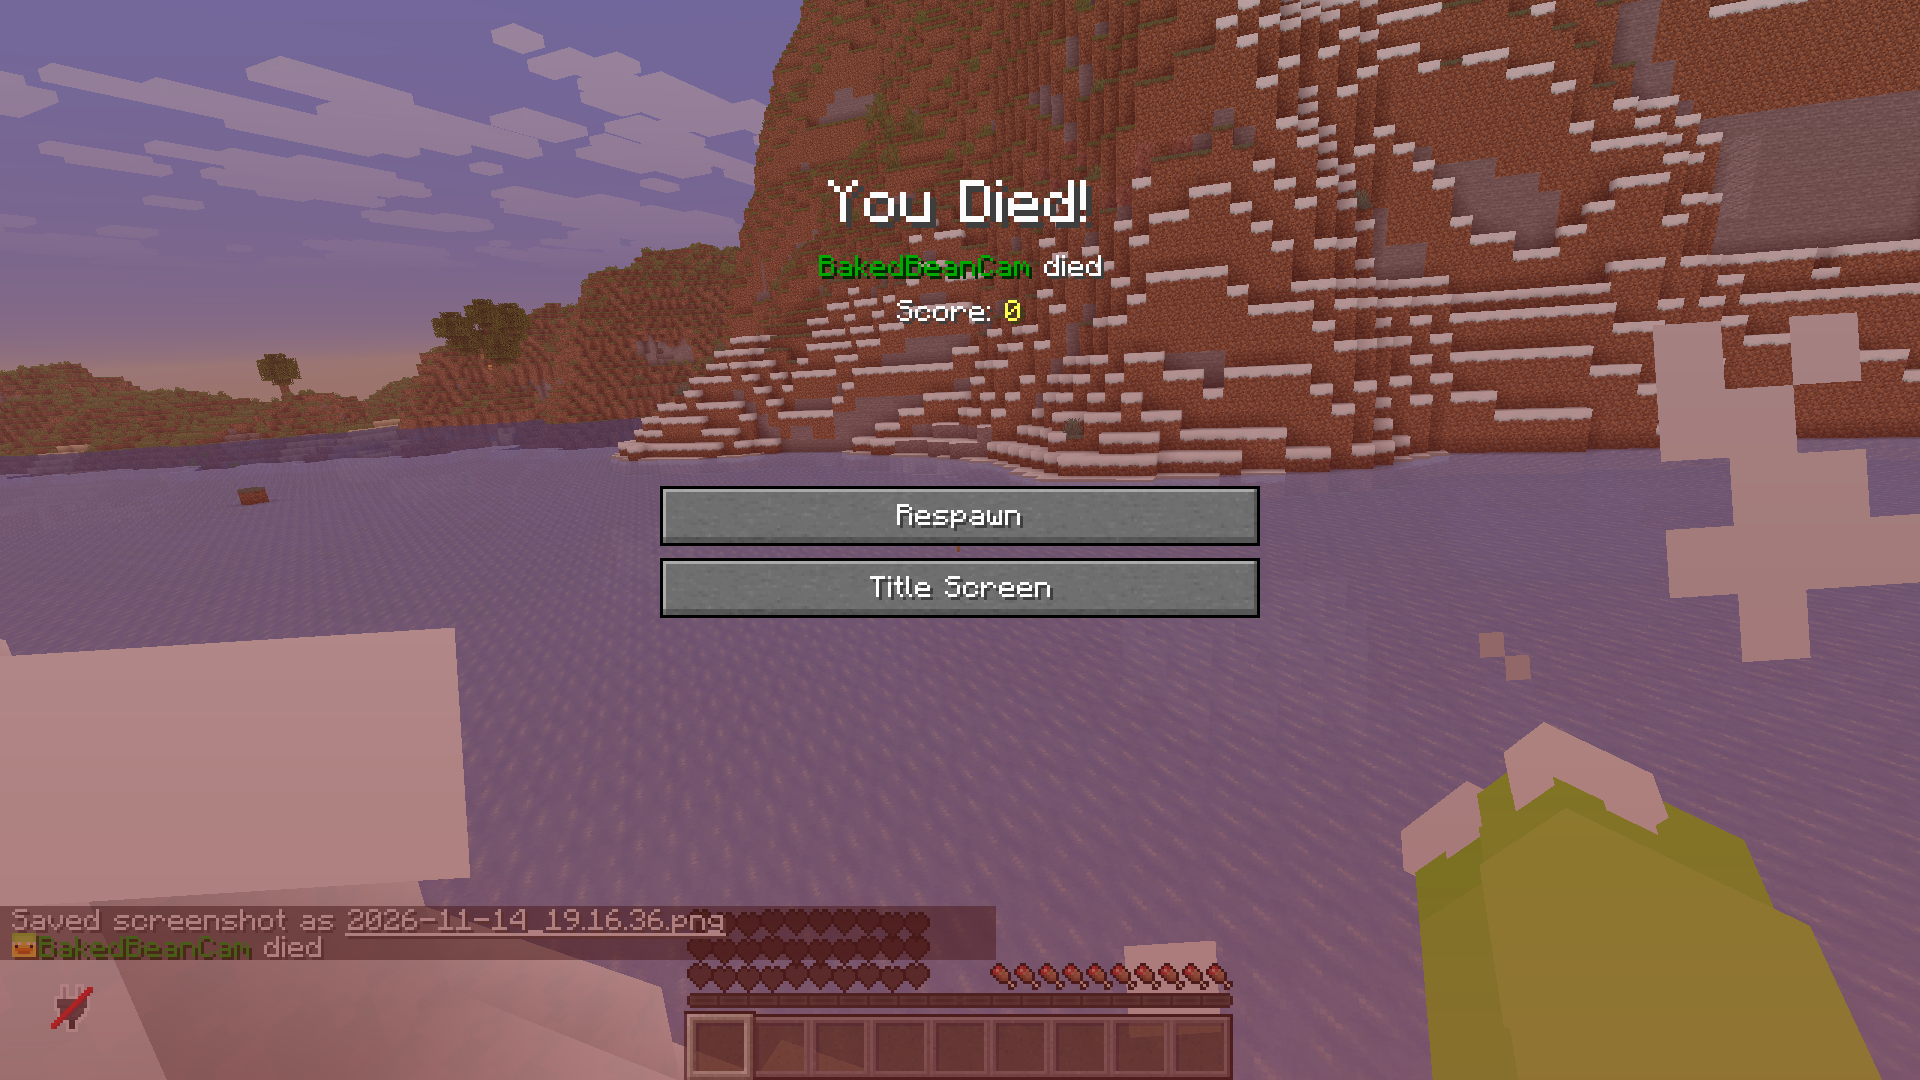 You Died!
BakedBeanCam died
Score: 0
Respawn
Title Screen
Saved screenshot as 2026-11-14_19.16.36.png
BakedBeanCam died